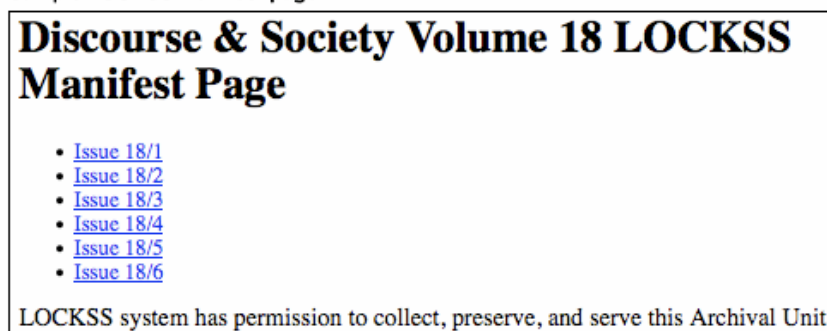 Discourse & Society Volume 18 LOCKSS
Manifest Page
• Issue 18/1
• Issue 18/2
• Issue 18/3
• Issue 18/4
• Issue 18/5
• Issue 18/6
LOCKSS system has permission to collect, preserve, and serve this Archival Unit